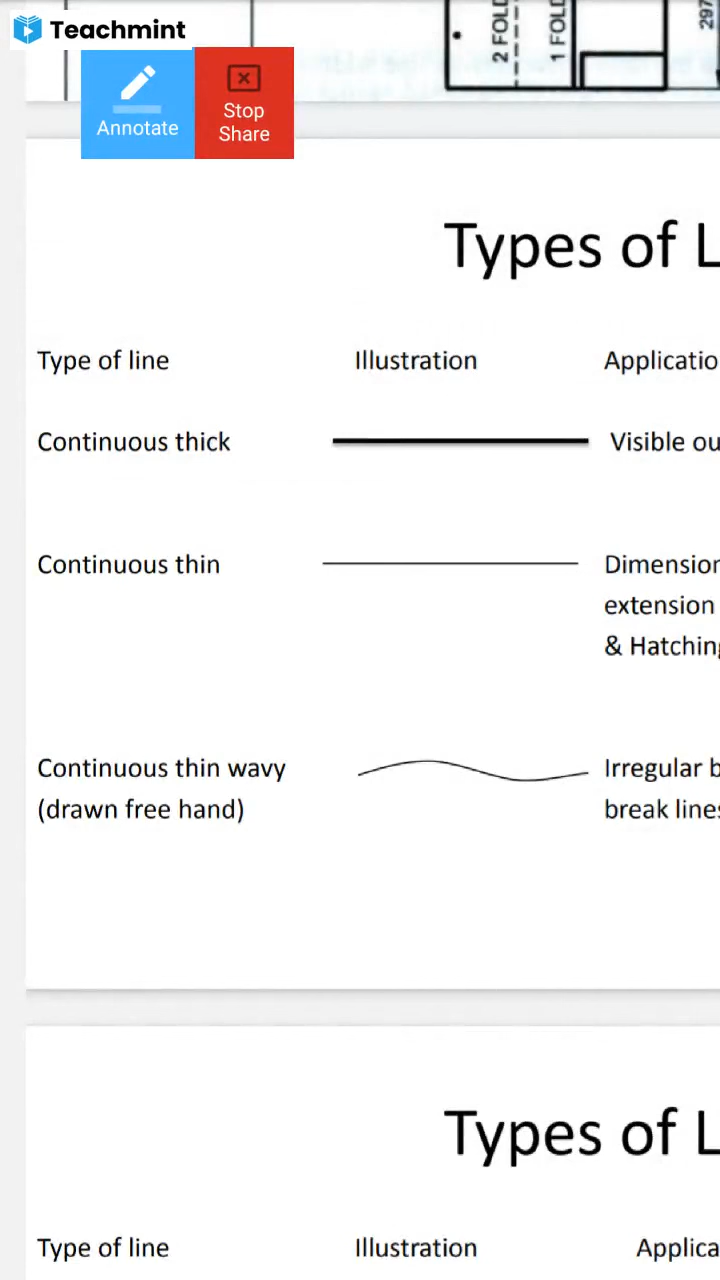 Teachmint
2 FOLD
1 FOLD
297
Annotate
Stop
Share
Types of L
Type of line Illustration Applicatio
Continuous thick Visible ou
Continuous thin Dimension
extension
& Hatching
Continuous thin wavy Irregular b
(drawn free hand) break lines
Types of L
Type of line Illustration Applica